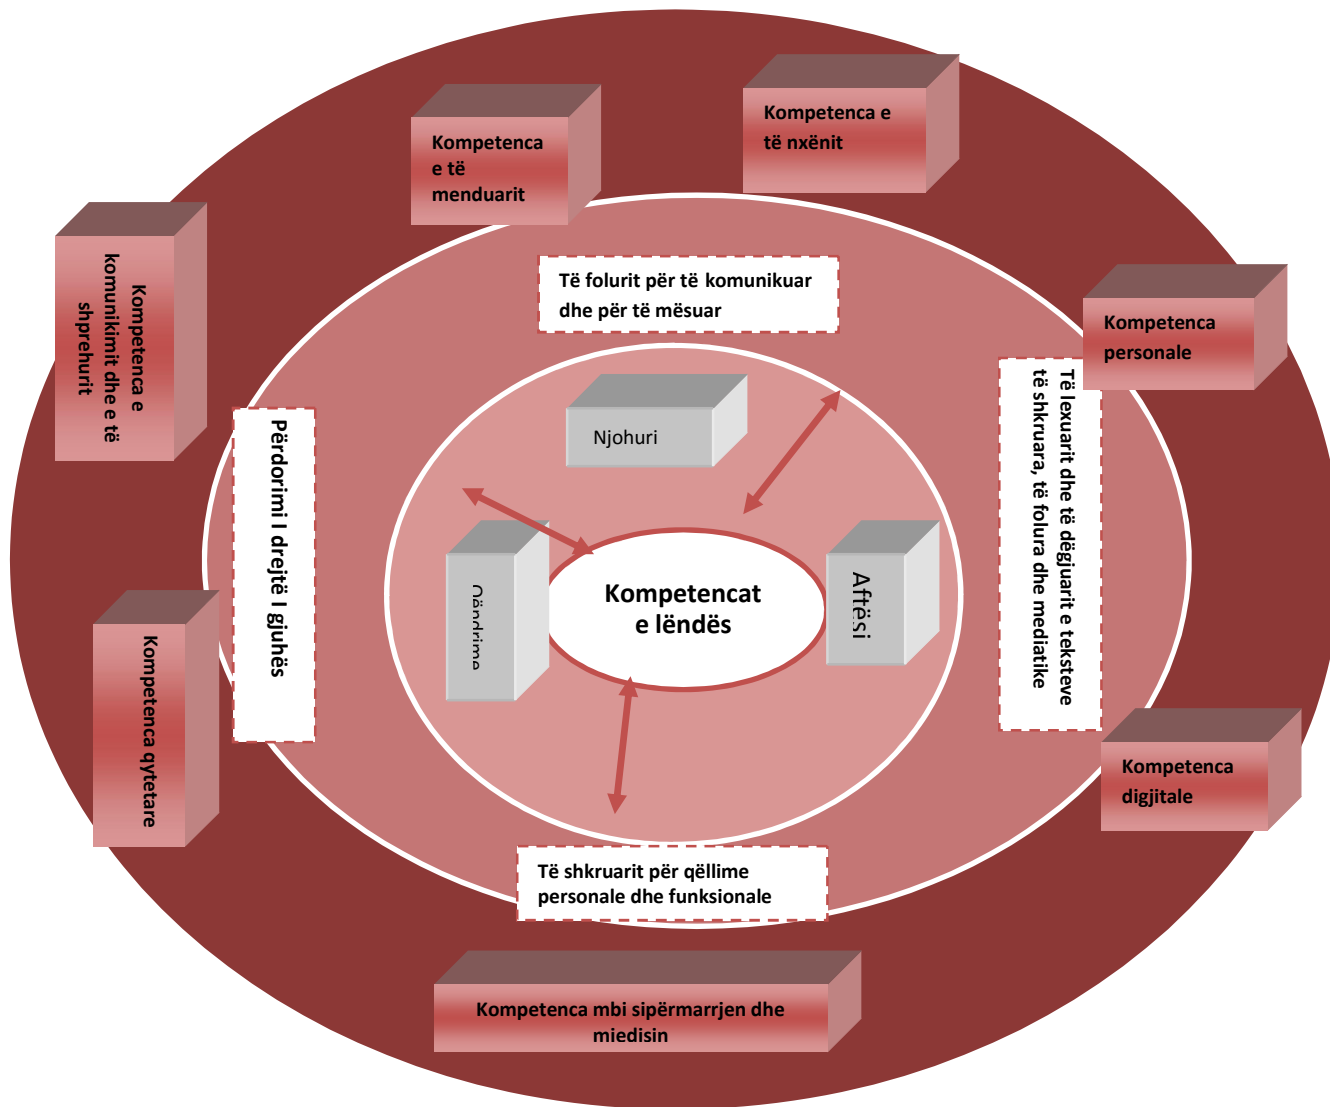 Kompetenca e
të nxënit
Kompetenca
e të
menduarit
Kompetenca e
komunikimit dhe e të
shprehurit
Të folurit për të komunikuar
dhe për të mësuar
Kompetenca
personale
Të lexuarit dhe të dëgjuarit e teksteve
të shkruara, të folura dhe mediatike
Njohuri
Përdorimi I drejtë I gjuhës
Qëndrime
Kompetencat
e lëndës
Aftësi
Kompetenca qytetare
Kompetenca
digjitale
Të shkruarit për qëllime
personale dhe funksionale
Kompetenca mbi sipërmarrjen dhe
miedisin